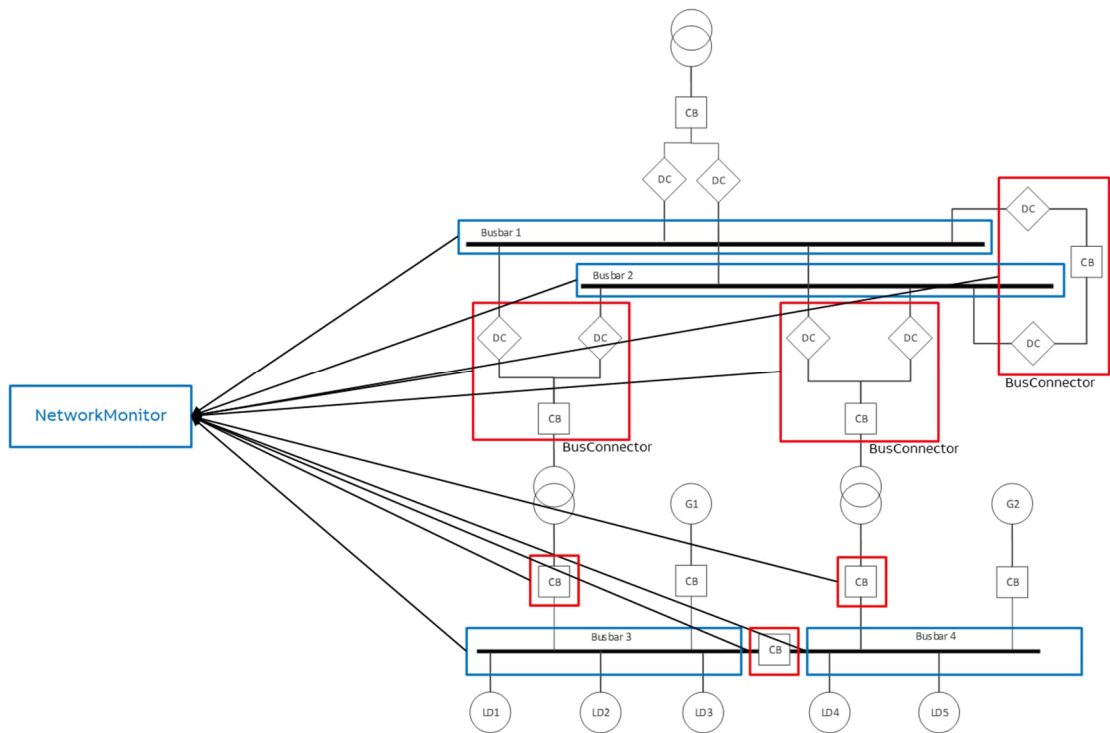 CB
DC
DC
DC
Busbar 1
CB
Busbar 2
DC
DC
DC
DC
DC
BusConnector
NetworkMonitor
CB
CB
BusConnector
BusConnector
G1
G2
CB
CB
CB
CB
Busbar 3
Busbar 4
CB
LD1
LD2
LD3
LD4
LD5